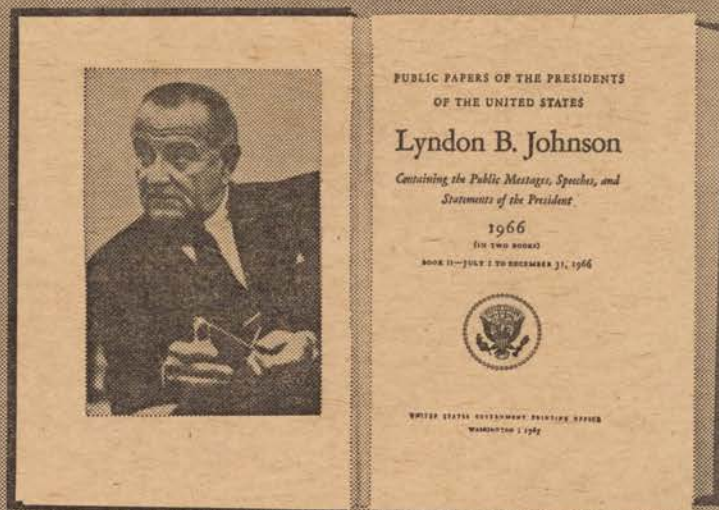 PUBLIC PAPERS OF THE PRESIDENTS
OF THE UNITED STATES
Lyndon B. Johnson
Containing the Public Messages, Speeches, and
Statements of the President
1966
(IN TWO BOOKS)
BOOK II—JULY 1 TO DECEMBER 31, 1966
UNITED STATES GOVERNMENT PRINTING OFFICE
WASHINGTON : 1967